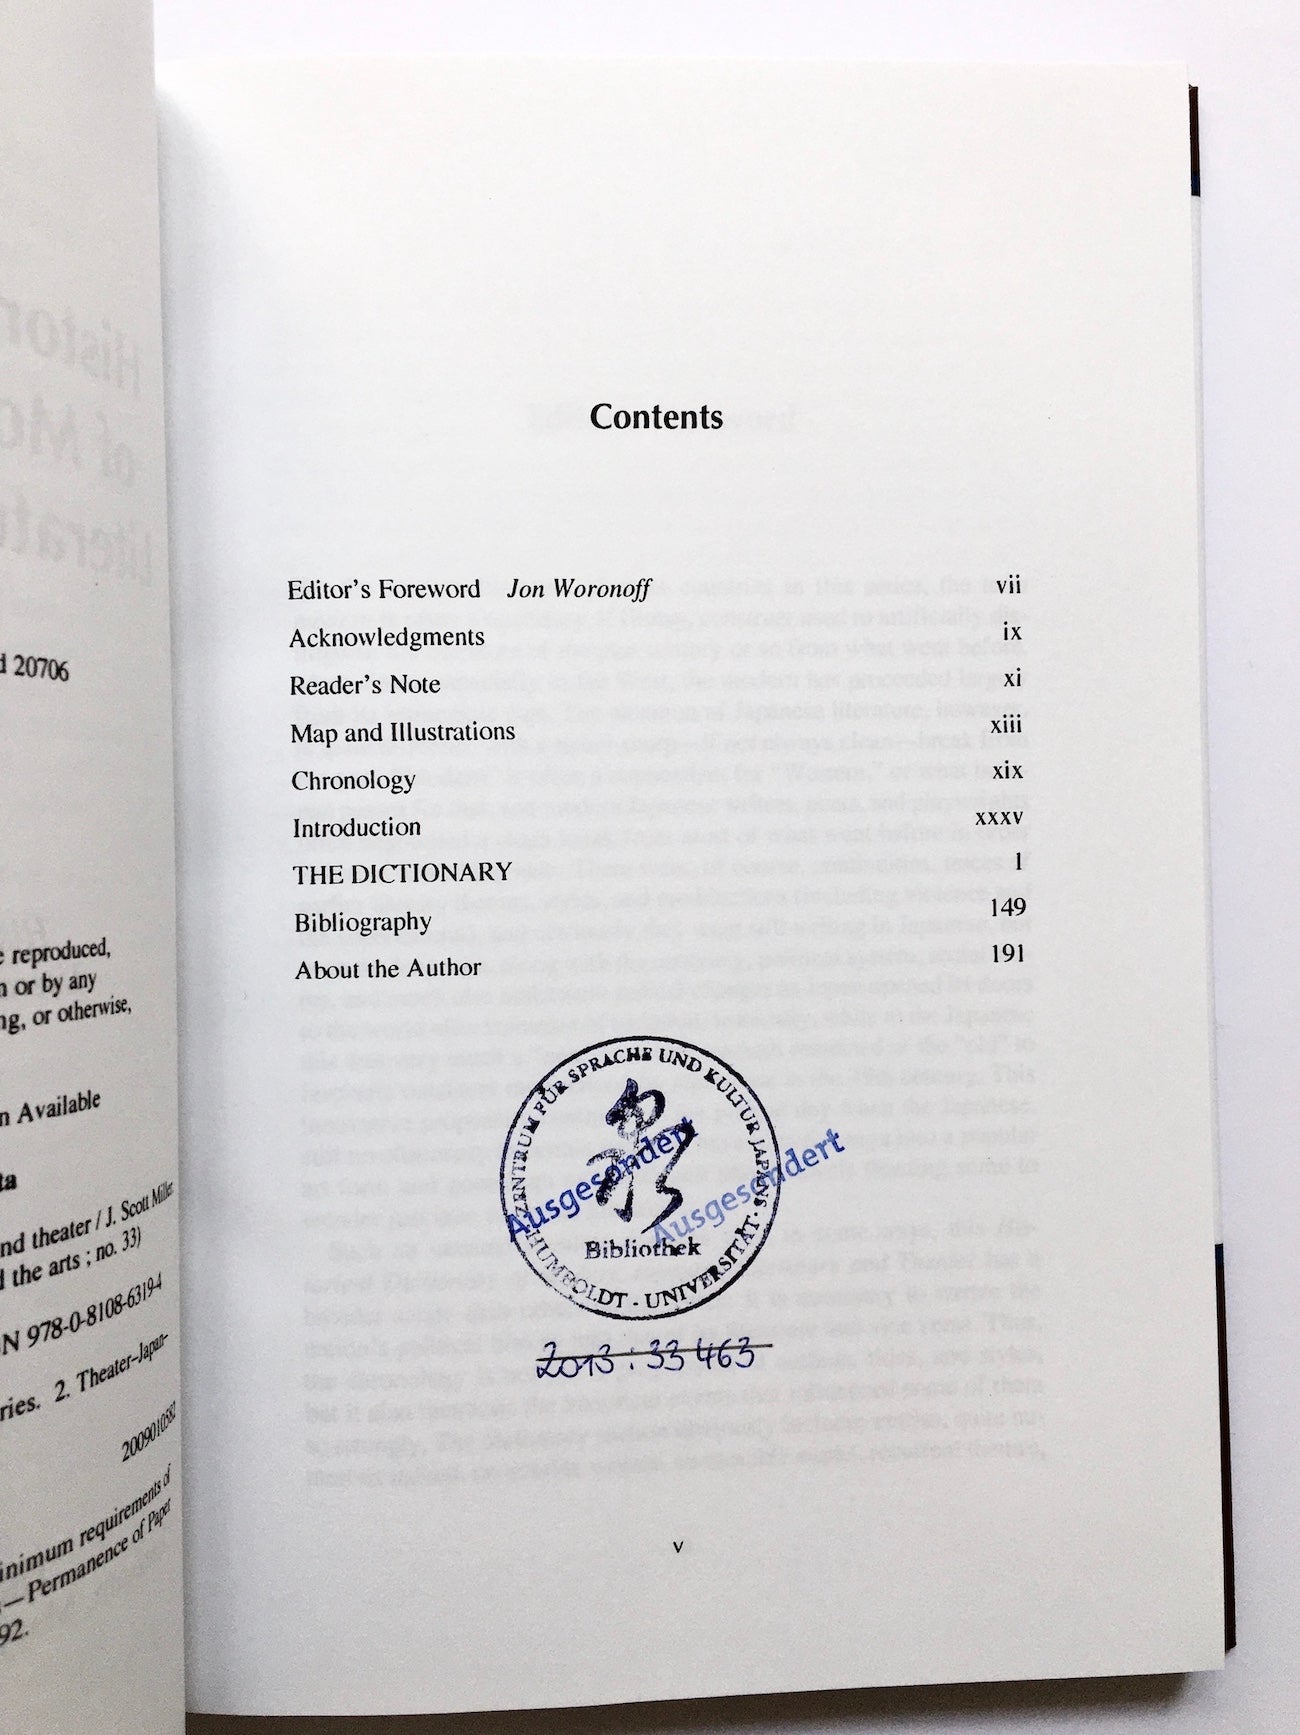 d 20706
e reproduced,
n or by any
ng, or otherwise,
n Available
ta
nd theater / J. Scott Miller
d the arts ; no. 33)
N 978-0-8108-6319-4
ries. 2. Theater–Japan–
2009010582
inimum requirements of
—Permanence of Paper
92.
Contents
Editor's Foreword Jon Woronoff vii
Acknowledgments ix
Reader's Note xi
Map and Illustrations xiii
Chronology xix
Introduction xxxv
THE DICTIONARY 1
Bibliography 149
About the Author 191
ZENTRUM FÜR SPRACHE UND KULTUR JAPANS
Ausgesondert
Ausgesondert
Bibliothek
HUMBOLDT - UNIVERSITÄT
2013 : 33 463
v